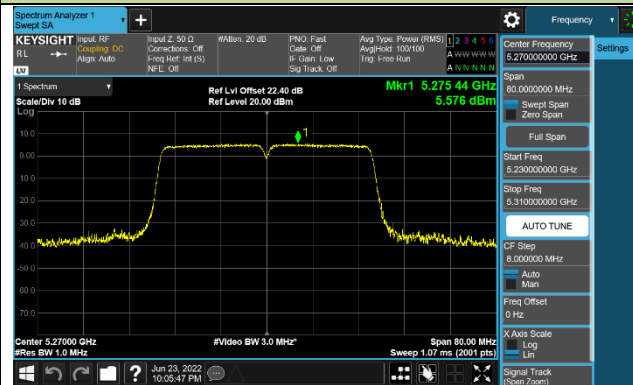 Spectrum Analyzer 1
Swept SA
Frequency
KEYSIGHT
RL
LXI
Input: RF
Coupling: DC
Align: Auto
Input Z: 50 Ω
Corrections: Off
Freq Ref: Int (S)
NFE: Off
#Atten: 20 dB
PNO: Fast
Gate: Off
IF Gain: Low
Sig Track: Off
Avg Type: Power (RMS)
Avg|Hold: 100/100
Trig: Free Run
1 2 3 4 5 6
A W W W W W
A N N N N N
1 Spectrum
Scale/Div 10 dB
Log
Ref Lvl Offset 22.40 dB
Ref Level 20.00 dBm
Mkr1 5.275 44 GHz
5.576 dBm
1
10.0
0.00
-10.0
-20.0
-30.0
-40.0
-50.0
-60.0
-70.0
Center 5.27000 GHz
#Res BW 1.0 MHz
#Video BW 3.0 MHz*
Span 80.00 MHz
Sweep 1.07 ms (2001 pts)
Jun 23, 2022
10:05:47 PM
?
Center Frequency
5.270000000 GHz
Span
80.0000000 MHz
Swept Span
Zero Span
Full Span
Start Freq
5.230000000 GHz
Stop Freq
5.310000000 GHz
AUTO TUNE
CF Step
8.000000 MHz
Auto
Man
Freq Offset
0 Hz
X Axis Scale
Log
Lin
Signal Track
(Span Zoom)
Settings